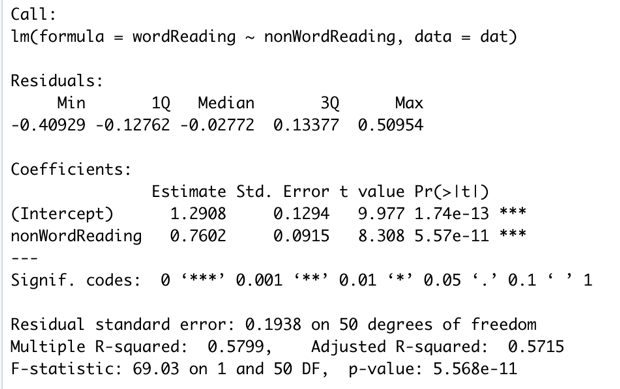 Call:
lm(formula = wordReading ~ nonWordReading, data = dat)
Residuals:
Min 1Q Median 3Q Max
-0.40929 -0.12762 -0.02772 0.13377 0.50954
Coefficients:
Estimate Std. Error t value Pr(>|t|)
(Intercept) 1.2908 0.1294 9.977 1.74e-13 ***
nonWordReading 0.7602 0.0915 8.308 5.57e-11 ***
---
Signif. codes: 0 ‘***’ 0.001 ‘**’ 0.01 ‘*’ 0.05 ‘.’ 0.1 ‘ ’ 1
Residual standard error: 0.1938 on 50 degrees of freedom
Multiple R-squared: 0.5799, Adjusted R-squared: 0.5715
F-statistic: 69.03 on 1 and 50 DF, p-value: 5.568e-11